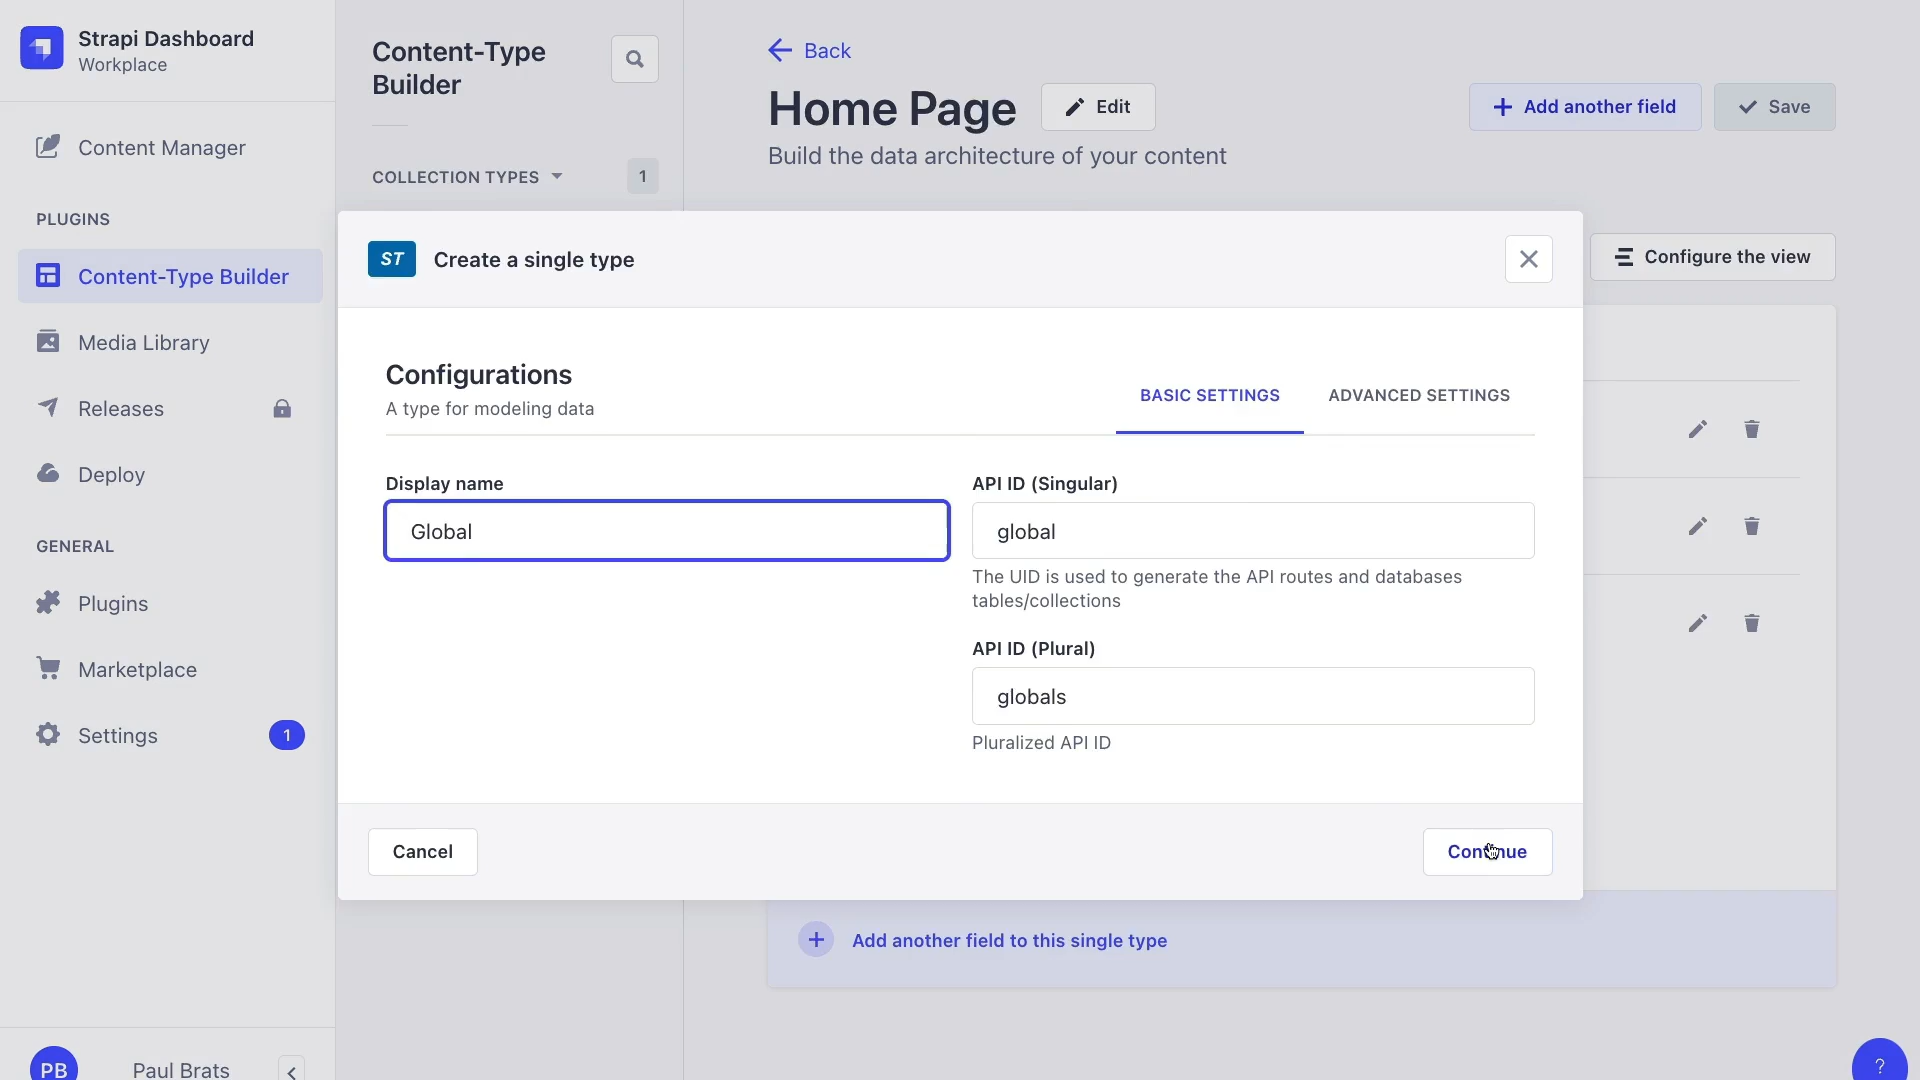 Strapi Dashboard
Workplace
Content Manager
PLUGINS
Content-Type Builder
Media Library
Releases
Deploy
GENERAL
Plugins
Marketplace
Settings
1
PB
Paul Brats
Content-Type
Builder
COLLECTION TYPES
1
Back
Home Page
Edit
Add another field
Save
Build the data architecture of your content
Configure the view
ST
Create a single type
Configurations
A type for modeling data
BASIC SETTINGS
ADVANCED SETTINGS
Display name
Global
API ID (Singular)
global
The UID is used to generate the API routes and databases
tables/collections
API ID (Plural)
globals
Pluralized API ID
Cancel
Continue
Add another field to this single type
?